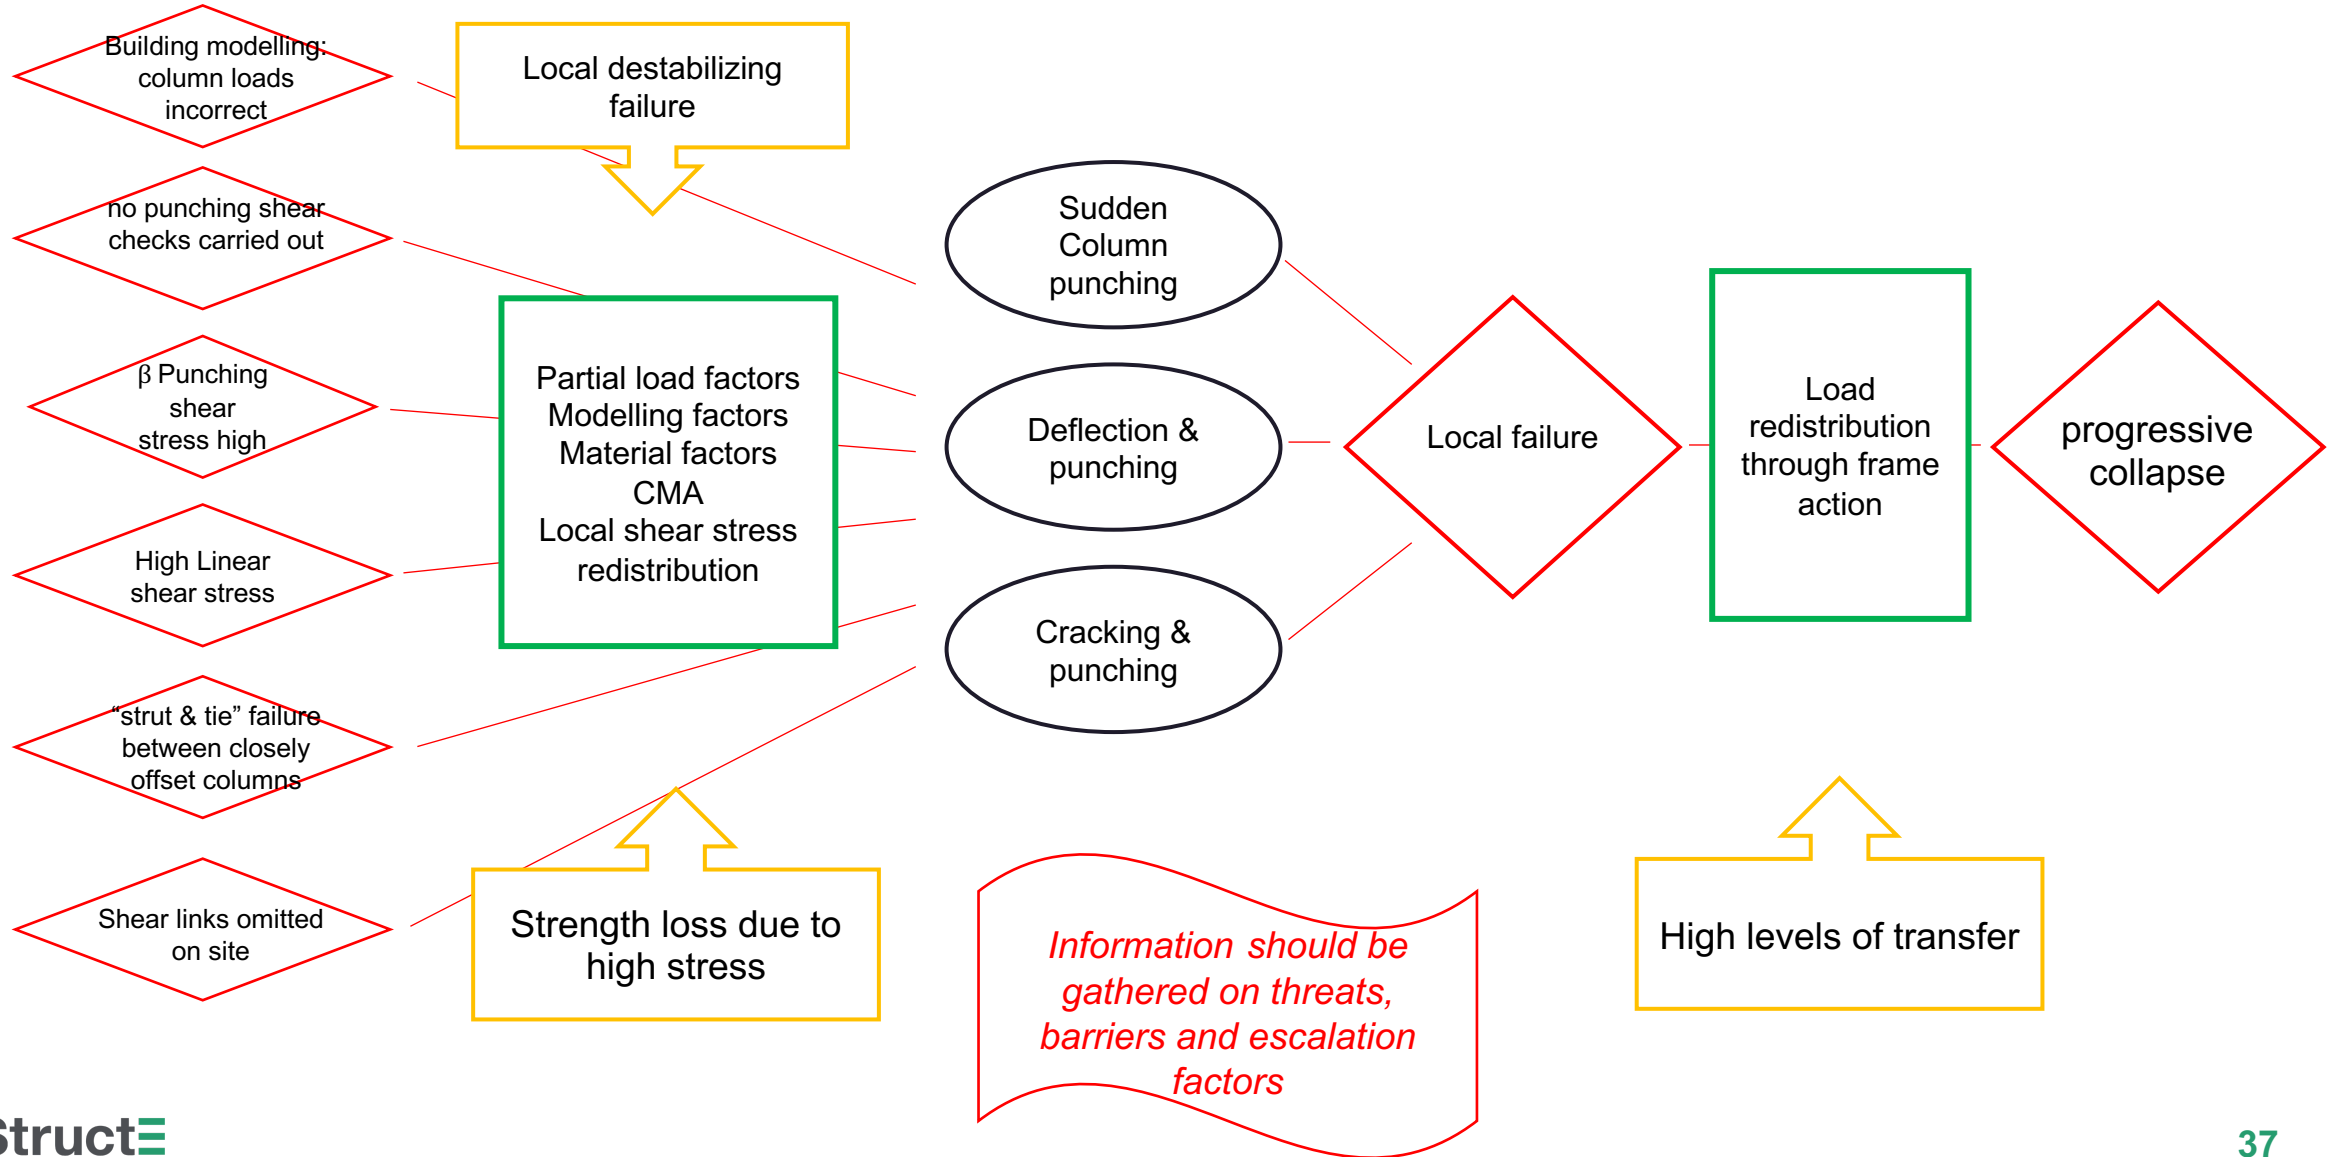 Building modelling:
column loads
incorrect
no punching shear
checks carried out
β Punching
shear
stress high
High Linear
shear stress
“strut & tie” failure
between closely
offset columns
Shear links omitted
on site
Local destabilizing
failure
Partial load factors
Modelling factors
Material factors
CMA
Local shear stress
redistribution
Strength loss due to
high stress
Sudden
Column
punching
Deflection &
punching
Cracking &
punching
Information should be
gathered on threats,
barriers and escalation
factors
Local failure
Load
redistribution
through frame
action
High levels of transfer
progressive
collapse
StructE
37